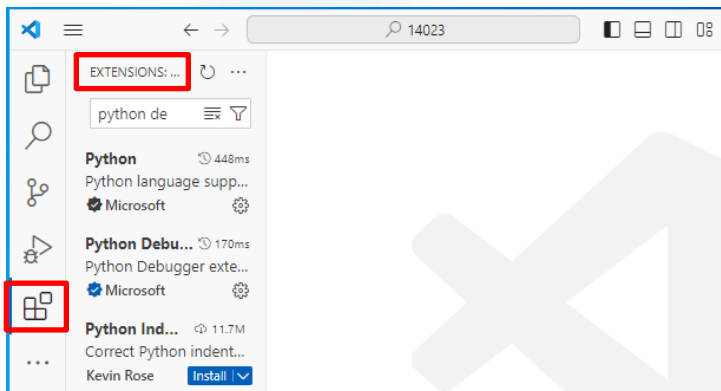 14023
EXTENSIONS: ...
python de
Python 448ms
Python language supp...
Microsoft
Python Debu... 170ms
Python Debugger exte...
Microsoft
Python Ind... 11.7M
Correct Python indent...
Kevin Rose Install